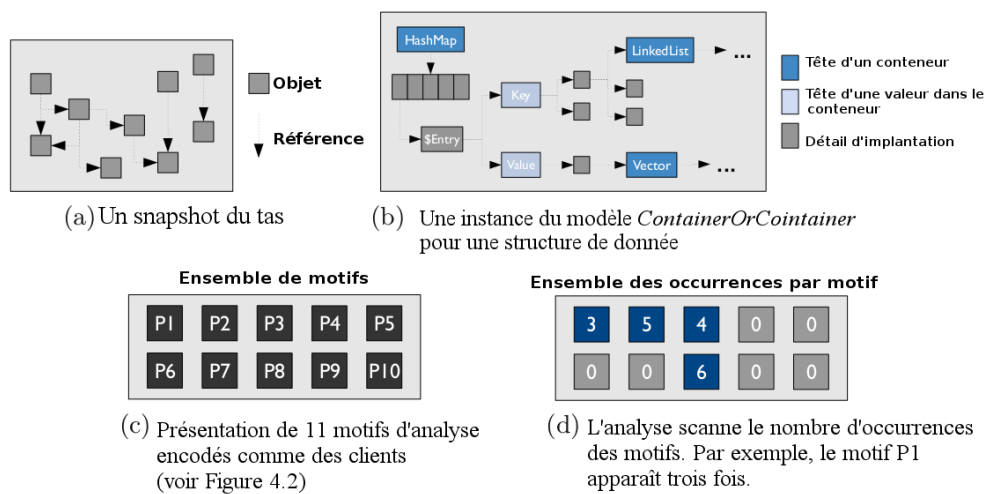 Objet
Référence
(a) Un snapshot du tas
HashMap
LinkedList
...
Key
$Entry
Value
Vector
...
Tête d'un conteneur
Tête d'une valeur dans le
conteneur
Détail d'implantation
(b) Une instance du modèle ContainerOrCointainer
pour une structure de donnée
Ensemble de motifs
P1 P2 P3 P4 P5
P6 P7 P8 P9 P10
(c) Présentation de 11 motifs d'analyse
encodés comme des clients
(voir Figure 4.2)
Ensemble des occurrences par motif
3 5 4 0 0
0 0 6 0 0
(d) L'analyse scanne le nombre d'occurrences
des motifs. Par exemple, le motif P1
apparaît trois fois.